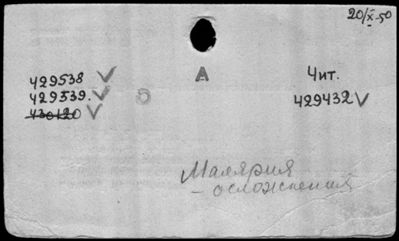 20/X-50
А
Чит.
429538 ✓
429539. ✓
429432 ✓
430120 ✓
Малярия
- осложнения